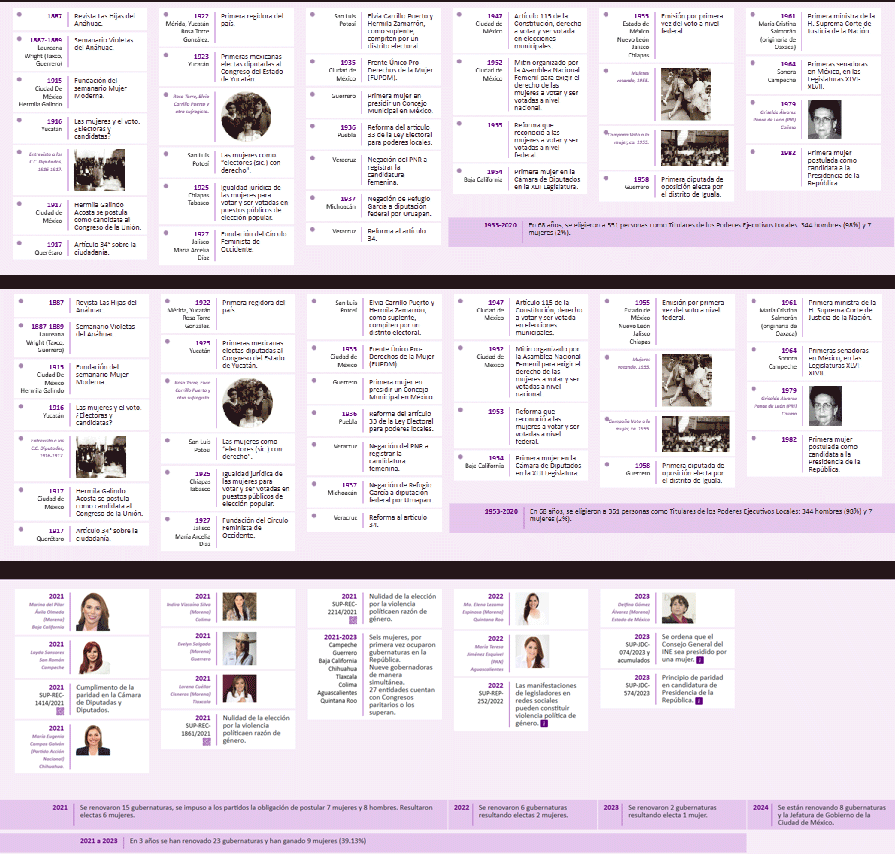 1887
Revista Las Hijas del
Anáhuac.
1887-1889
Laureana
Wright (Taxco,
Guerrero)
Semanario Violetas
del Anáhuac.
1915
Ciudad De
México
Hermila Galindo
Fundación del
semanario Mujer
Moderna.
1916
Yucatán
Las mujeres y el voto.
¿Electoras y
candidatas?
Entrevista a los
C.C. Diputados,
1916-1917.
1917
Ciudad de
México
Hermila Galindo
Acosta se postula
como candidata al
Congreso de la Unión.
1917
Querétaro
Artículo 34° sobre la
ciudadanía.
1922
Mérida, Yucatán
Rosa Torre
González
Primera regidora del
país.
1923
Yucatán
Primeras mexicanas
electas diputadas al
Congreso del Estado
de Yucatán.
Rosa Torre, Elvia
Carrillo Puerto y
otra sufragista.
San Luis
Potosí
Las mujeres como
"electores (sic) con
derecho".
1925
Chiapas
Tabasco
Igualdad jurídica de
las mujeres para
votar y ser votadas en
puestos públicos de
elección popular.
1927
Jalisco
María Arcelia
Díaz
Fundación del Círculo
Feminista de
Occidente.
San Luis
Potosí
Elvia Carrillo Puerto y
Hermila Zamarrón,
como suplente,
compiten por un
distrito electoral.
1935
Ciudad de
México
Frente Único Pro-
Derechos de la Mujer
(FUPDM).
Guerrero
Primera mujer en
presidir un Concejo
Municipal en México.
1936
Puebla
Reforma del artículo
33 de la Ley Electoral
para poderes locales.
Veracruz
Negación del PNR a
registrar la
candidatura
femenina.
1937
Michoacán
Negación de Refugio
García a diputación
federal por Uruapan.
Veracruz
Reforma al artículo
34.
1947
Ciudad de
México
Artículo 115 de la
Constitución, derecho
a votar y ser votada
en elecciones
municipales.
1952
Ciudad de
México
Mitin organizado por
la Asamblea Nacional
Femenil para exigir el
derecho de las
mujeres a votar y ser
votadas a nivel
nacional.
1953
Reforma que
reconoció a las
mujeres a votar y ser
votadas a nivel
federal.
1954
Baja California
Primera mujer en la
Cámara de Diputados
en la XLII Legislatura.
1955
Estado de
México
Nuevo León
Jalisco
Chiapas
Emisión por primera
vez del voto a nivel
federal.
Mujeres
votando, 1955.
Campaña Voto a la
mujer, ca. 1953.
1958
Guerrero
Primera diputada de
oposición electa por
el distrito de Iguala.
1961
María Cristina
Salmorán
(originaria de
Oaxaca)
Primera ministra de la
H. Suprema Corte de
Justicia de la Nación.
1964
Sonora
Campeche
Primeras senadoras
en México, en las
Legislaturas XLVI-
XLVII.
1979
Griselda Álvarez
Ponce de León (PRI)
Colima
1982
Primera mujer
postulada como
candidata a la
Presidencia de la
República.
1953-2020
En 68 años, se eligieron a 351 personas como Titulares de los Poderes Ejecutivos Locales: 344 hombres (98%) y 7
mujeres (2%).
1887
Revista Las Hijas del
Anáhuac.
1887-1889
Laureana
Wright (Taxco,
Guerrero)
Semanario Violetas
del Anáhuac.
1915
Ciudad De
México
Hermila Galindo
Fundación del
semanario Mujer
Moderna.
1916
Yucatán
Las mujeres y el voto.
¿Electoras y
candidatas?
Entrevista a los
C.C. Diputados,
1916-1917.
1917
Ciudad de
México
Hermila Galindo
Acosta se postula
como candidata al
Congreso de la Unión.
1917
Querétaro
Artículo 34° sobre la
ciudadanía.
1922
Mérida, Yucatán
Rosa Torre
González
Primera regidora del
país.
1923
Yucatán
Primeras mexicanas
electas diputadas al
Congreso del Estado
de Yucatán.
Rosa Torre, Elvia
Carrillo Puerto y
otra sufragista.
San Luis
Potosí
Las mujeres como
"electores (sic) con
derecho".
1925
Chiapas
Tabasco
Igualdad jurídica de
las mujeres para
votar y ser votadas en
puestos públicos de
elección popular.
1927
Jalisco
María Arcelia
Díaz
Fundación del Círculo
Feminista de
Occidente.
San Luis
Potosí
Elvia Carrillo Puerto y
Hermila Zamarrón,
como suplente,
compiten por un
distrito electoral.
1935
Ciudad de
México
Frente Único Pro-
Derechos de la Mujer
(FUPDM).
Guerrero
Primera mujer en
presidir un Concejo
Municipal en México.
1936
Puebla
Reforma del artículo
33 de la Ley Electoral
para poderes locales.
Veracruz
Negación del PNR a
registrar la
candidatura
femenina.
1937
Michoacán
Negación de Refugio
García a diputación
federal por Uruapan.
Veracruz
Reforma al artículo
34.
1947
Ciudad de
México
Artículo 115 de la
Constitución, derecho
a votar y ser votada
en elecciones
municipales.
1952
Ciudad de
México
Mitin organizado por
la Asamblea Nacional
Femenil para exigir el
derecho de las
mujeres a votar y ser
votadas a nivel
nacional.
1953
Reforma que
reconoció a las
mujeres a votar y ser
votadas a nivel
federal.
1954
Baja California
Primera mujer en la
Cámara de Diputados
en la XLII Legislatura.
1955
Estado de
México
Nuevo León
Jalisco
Chiapas
Emisión por primera
vez del voto a nivel
federal.
Mujeres
votando, 1955.
Campaña Voto a la
mujer, ca. 1953.
1958
Guerrero
Primera diputada de
oposición electa por
el distrito de Iguala.
1961
María Cristina
Salmorán
(originaria de
Oaxaca)
Primera ministra de la
H. Suprema Corte de
Justicia de la Nación.
1964
Sonora
Campeche
Primeras senadoras
en México, en las
Legislaturas XLVI-
XLVII.
1979
Griselda Álvarez
Ponce de León (PRI)
Colima
1982
Primera mujer
postulada como
candidata a la
Presidencia de la
República.
1953-2020
En 68 años, se eligieron a 351 personas como Titulares de los Poderes Ejecutivos Locales: 344 hombres (98%) y 7
mujeres (2%).
2021
Marina del Pilar
Ávila Olmeda
(Morena)
Baja California
2021
Layda Sansores
San Román
Campeche
2021
SUP-REC-
1414/2021
Cumplimento de la
paridad en la Cámara
de Diputadas y
Diputados.
2021
María Eugenia
Campos Galván
(Partido Acción
Nacional)
Chihuahua.
2021
Indira Vizcaíno Silva
(Morena)
Colima
2021
Evelyn Salgado
(Morena)
Guerrero
2021
Lorena Cuéllar
Cisneros (Morena)
Tlaxcala
2021
SUP-REC-
1861/2021
Nulidad de la elección
por la violencia
políticaen razón de
género.
2021
SUP-REC-
2214/2021
Nulidad de la elección
por la violencia
políticaen razón de
género.
2021-2023
Campeche
Guerrero
Baja California
Chihuahua
Tlaxcala
Colima
Aguascalientes
Quintana Roo
Seis mujeres, por
primera vez ocuparon
gubernaturas en la
República.
Nueve gobernadoras
de manera
simultánea.
27 entidades cuentan
con Congresos
paritarios o los
superan.
2022
Ma. Elena Lezama
Espinosa (Morena)
Quintana Roo
2022
María Teresa
Jiménez Esquivel
(PAN)
Aguascalientes
2022
SUP-REP-
252/2022
Las manifestaciones
de legisladores en
redes sociales
pueden constituir
violencia política de
género.
2023
Delfina Gómez
Álvarez (Morena)
Estado de México
2023
SUP-JDC-
074/2023 y
acumulados
Se ordena que el
Consejo General del
INE sea presidido por
una mujer.
2023
SUP-JDC-
574/2023
Principio de paridad
en candidatura de
Presidencia de la
República.
2021
Se renovaron 15 gubernaturas, se impuso a los partidos la obligación de postular 7 mujeres y 8 hombres. Resultaron
electas 6 mujeres.
2022
Se renovaron 6 gubernaturas
resultando electas 2 mujeres.
2023
Se renovaron 2 gubernaturas
resultando electa 1 mujer.
2024
Se están renovando 8 gubernaturas
y la Jefatura de Gobierno de la
Ciudad de México.
2021 a 2023
En 3 años se han renovado 23 gubernaturas y han ganado 9 mujeres (39.13%)